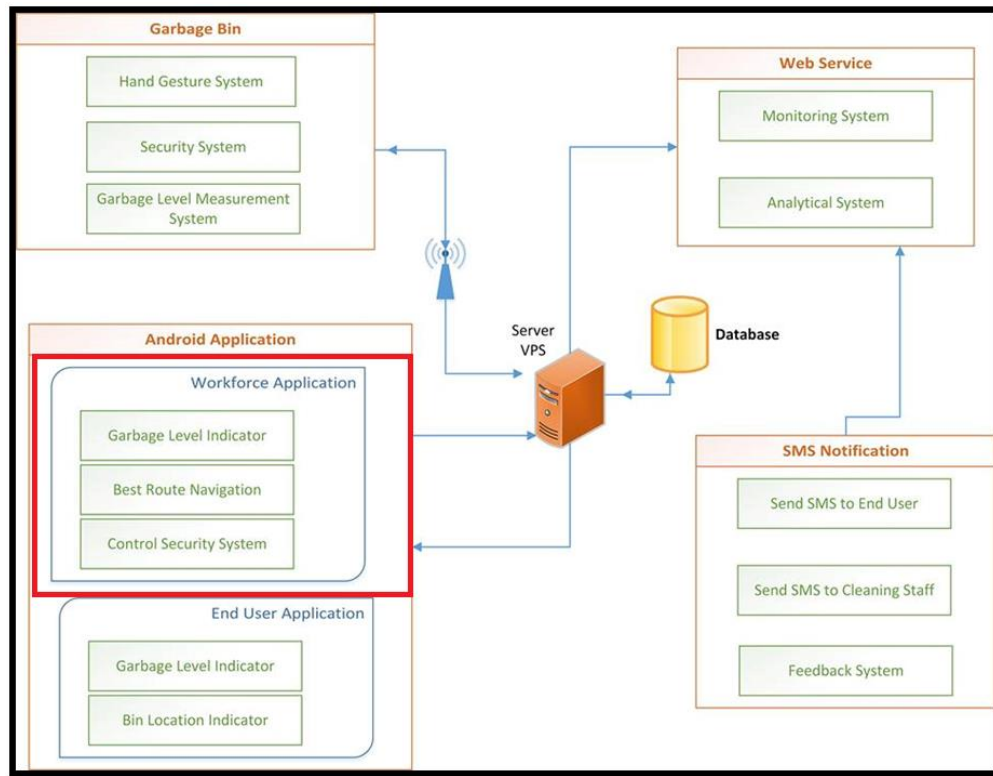 Garbage Bin
Hand Gesture System
Security System
Garbage Level Measurement
System
Web Service
Monitoring System
Analytical System
Server
VPS
Database
Android Application
Workforce Application
Garbage Level Indicator
Best Route Navigation
Control Security System
End User Application
Garbage Level Indicator
Bin Location Indicator
SMS Notification
Send SMS to End User
Send SMS to Cleaning Staff
Feedback System